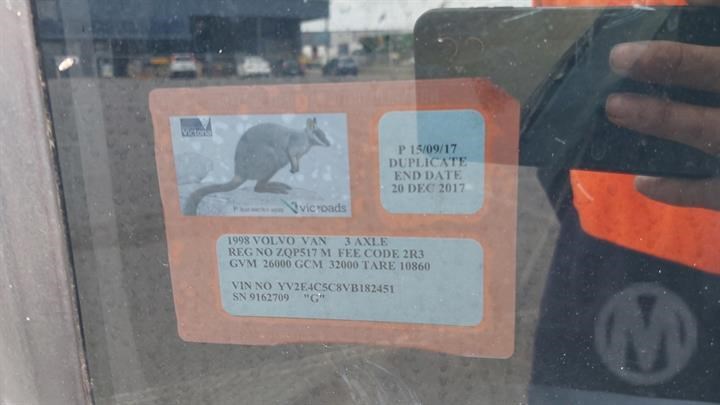 Victoria
vicroads
P 15/09/17
DUPLICATE
END DATE
20 DEC 2017
1998 VOLVO VAN 3 AXLE
REG NO ZQP517 M FEE CODE 2R3
GVM 26000 GCM 32000 TARE 10860
VIN NO YV2E4C5C8VB182451
SN 9162709 "G"
M